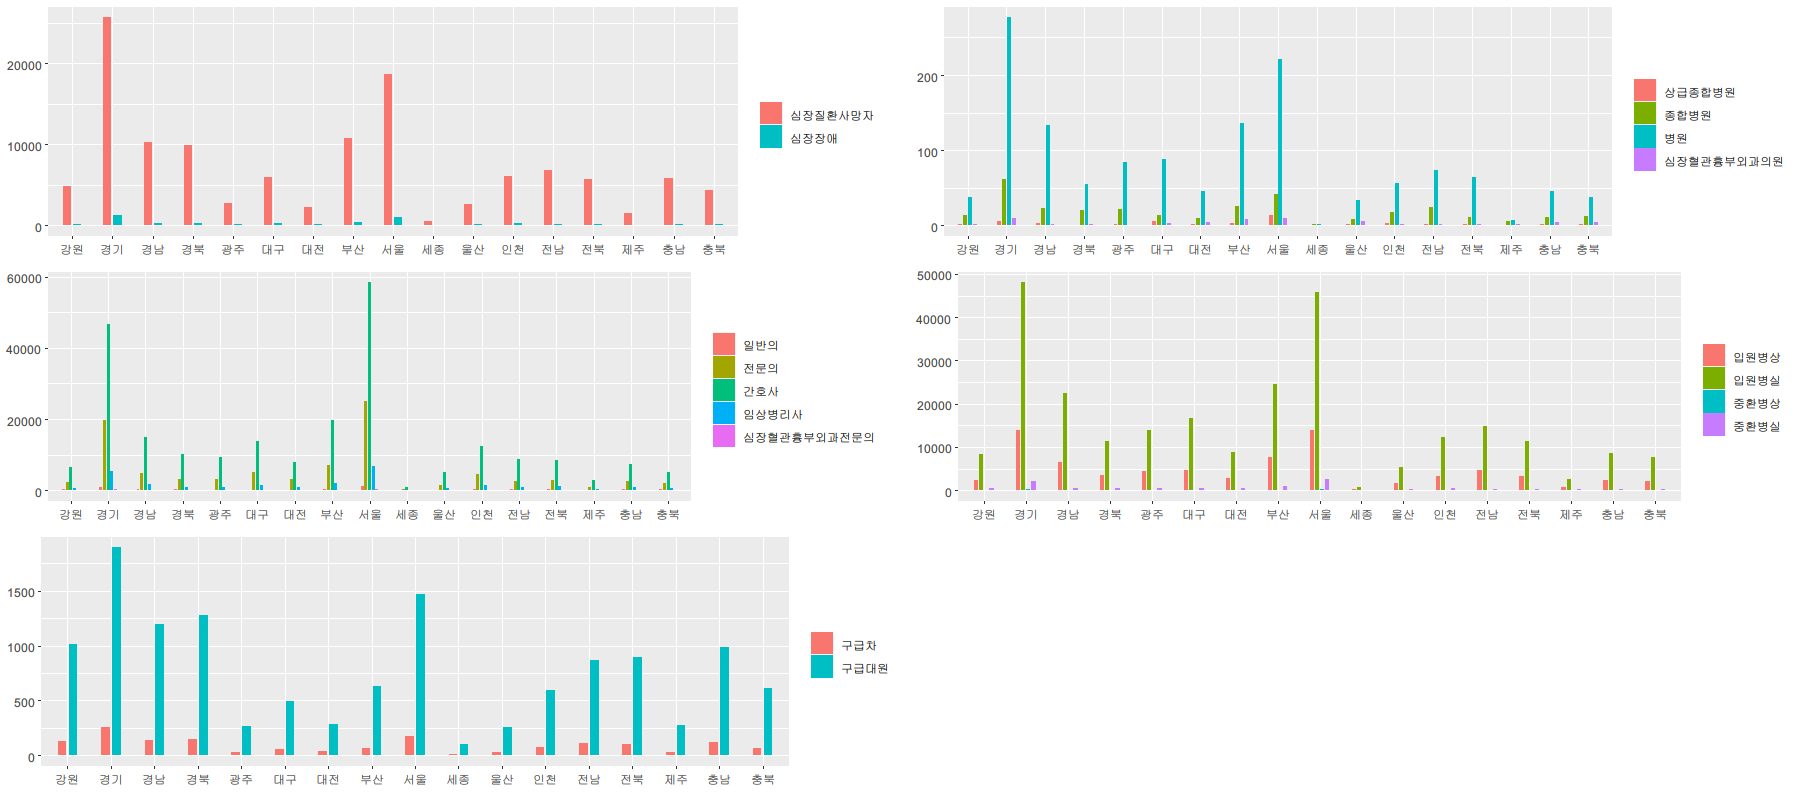 20000
10000
0
강원 경기 경남 경북 광주 대구 대전 부산 서울 세종 울산 인천 전남 전북 제주 충남 충북
심장질환사망자
심장장애
200
100
0
강원 경기 경남 경북 광주 대구 대전 부산 서울 세종 울산 인천 전남 전북 제주 충남 충북
상급종합병원
종합병원
병원
심장혈관흉부외과의원
60000
40000
20000
0
강원 경기 경남 경북 광주 대구 대전 부산 서울 세종 울산 인천 전남 전북 제주 충남 충북
일반의
전문의
간호사
임상병리사
심장혈관흉부외과전문의
50000
40000
30000
20000
10000
0
강원 경기 경남 경북 광주 대구 대전 부산 서울 세종 울산 인천 전남 전북 제주 충남 충북
입원병상
입원병실
중환병상
중환병실
1500
1000
500
0
강원 경기 경남 경북 광주 대구 대전 부산 서울 세종 울산 인천 전남 전북 제주 충남 충북
구급차
구급대원